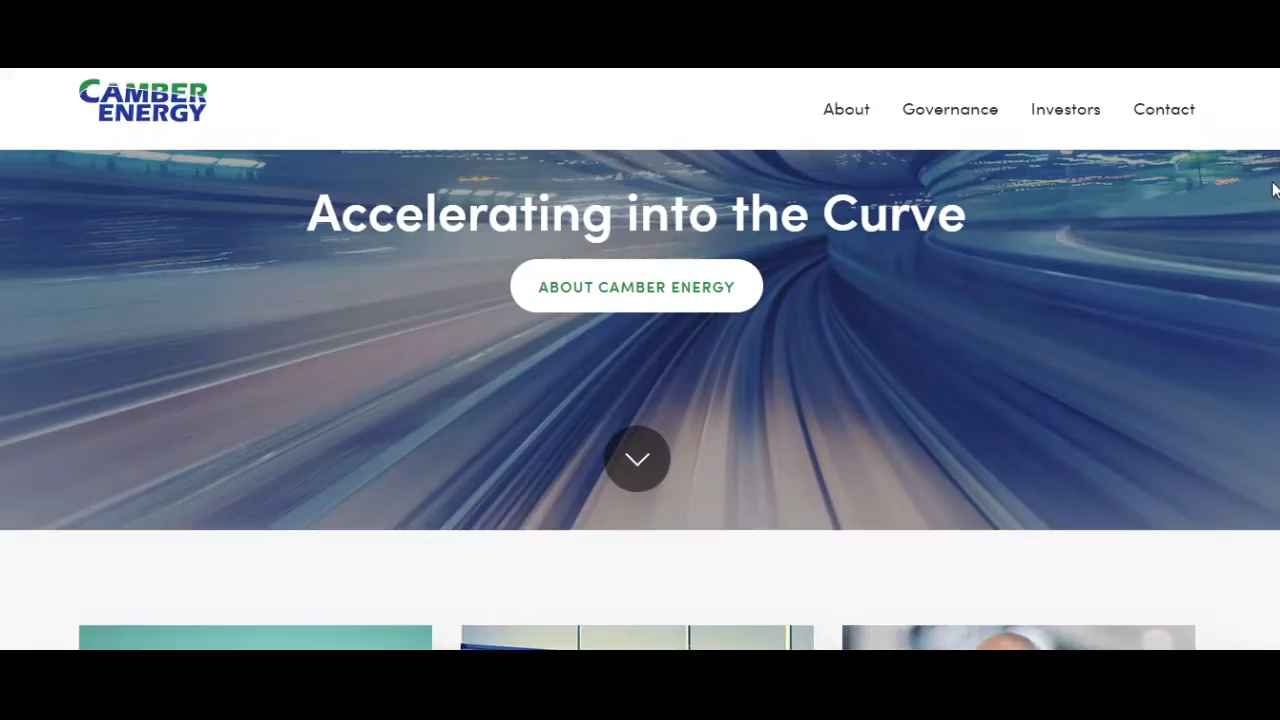 CAMBER
ENERGY
About
Governance
Investors
Contact
Accelerating into the Curve
ABOUT CAMBER ENERGY